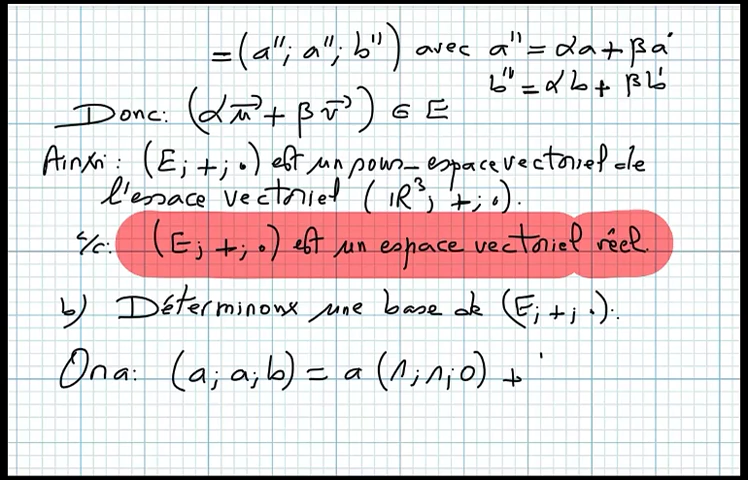 = (a"; a"; b") avec a" = αa + βa'
b" = αb + βb'
Donc: (αu⃗ + βv⃗) ∈ E
Ainsi: (E; +; .) est un sous-espace vectoriel de
l'espace vectoriel (IR³; +; .).
c/c: (E; +; .) est un espace vectoriel réel.
b) Déterminons une base de (E; +; .).
On a: (a; a; b) = a (1; 1; 0) +